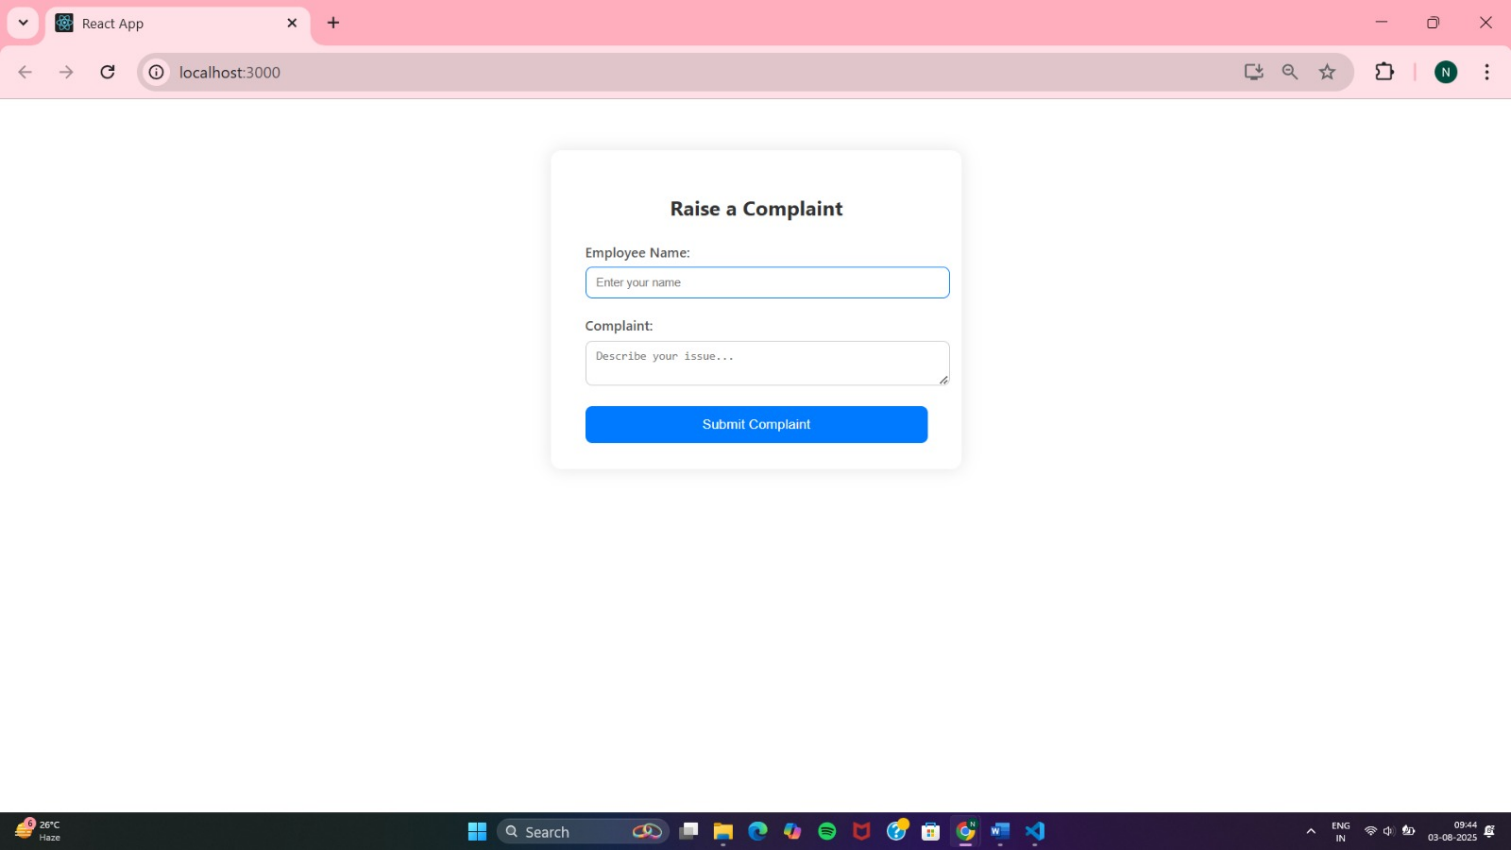 React App
localhost:3000
N
Raise a Complaint
Employee Name:
Enter your name
Complaint:
Describe your issue...
Submit Complaint
6
26°C
Haze
Search
N
ENG
IN
09:44
03-08-2025